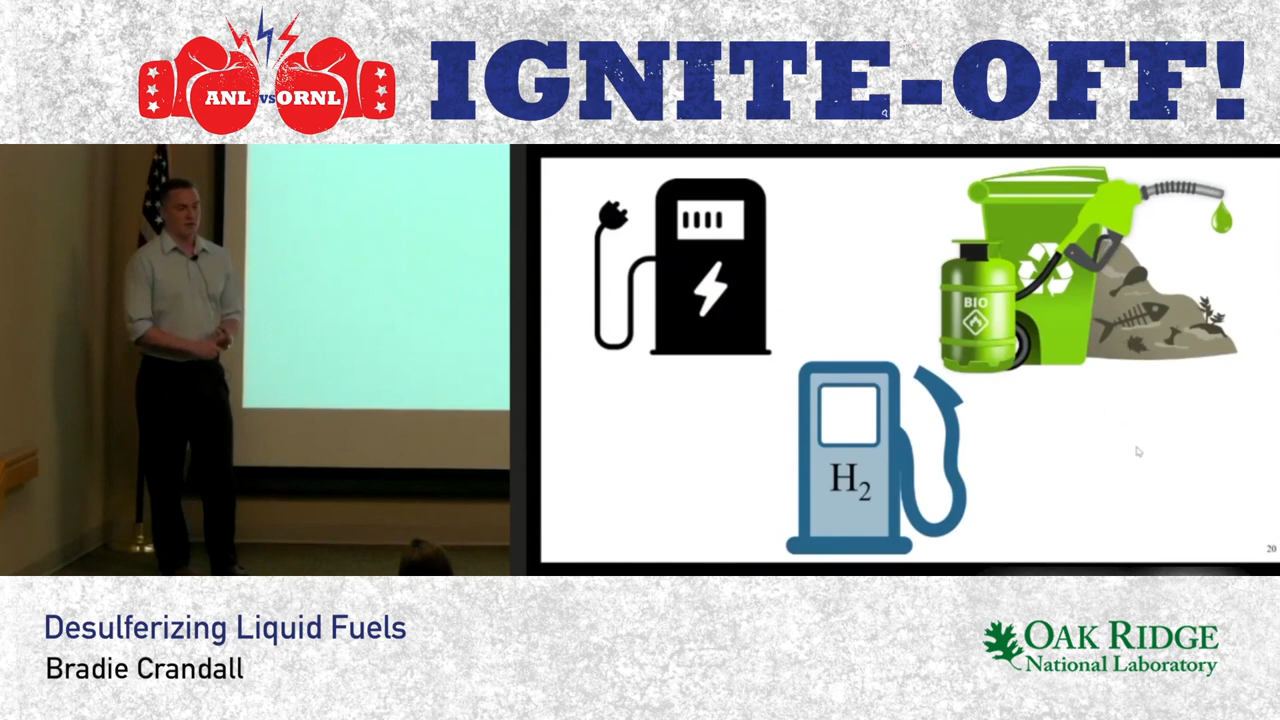 ANL VS ORNL
IGNITE-OFF!
BIO
H2
20
Desulferizing Liquid Fuels
Bradie Crandall
OAK RIDGE
National Laboratory